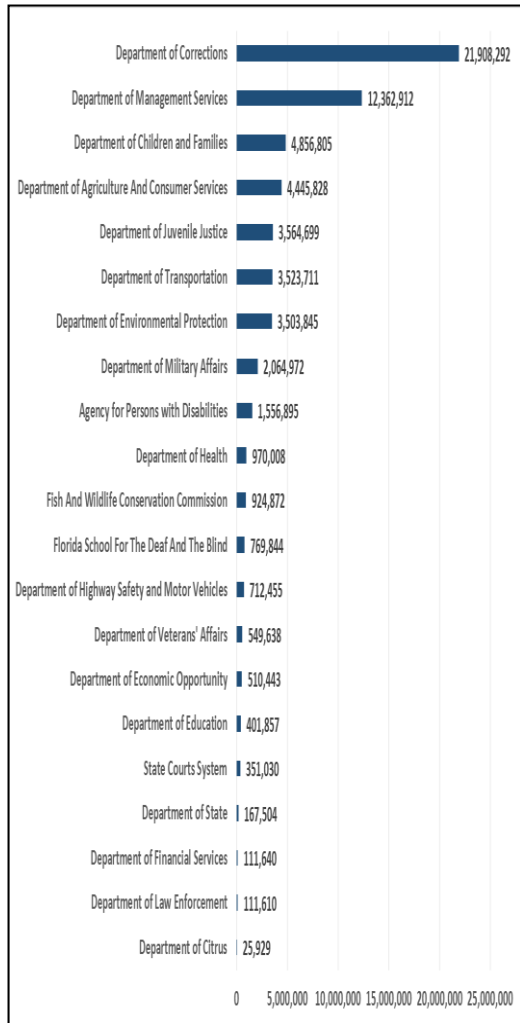 Department of Corrections 21,908,292
Department of Management Services 12,362,912
Department of Children and Families 4,856,805
Department of Agriculture And Consumer Services 4,445,828
Department of Juvenile Justice 3,564,699
Department of Transportation 3,523,711
Department of Environmental Protection 3,503,845
Department of Military Affairs 2,064,972
Agency for Persons with Disabilities 1,556,895
Department of Health 970,008
Fish And Wildlife Conservation Commission 924,872
Florida School For The Deaf And The Blind 769,844
Department of Highway Safety and Motor Vehicles 712,455
Department of Veterans' Affairs 549,638
Department of Economic Opportunity 510,443
Department of Education 401,857
State Courts System 351,030
Department of State 167,504
Department of Financial Services 111,640
Department of Law Enforcement 111,610
Department of Citrus 25,929
0 5,000,000 10,000,000 15,000,000 20,000,000 25,000,000